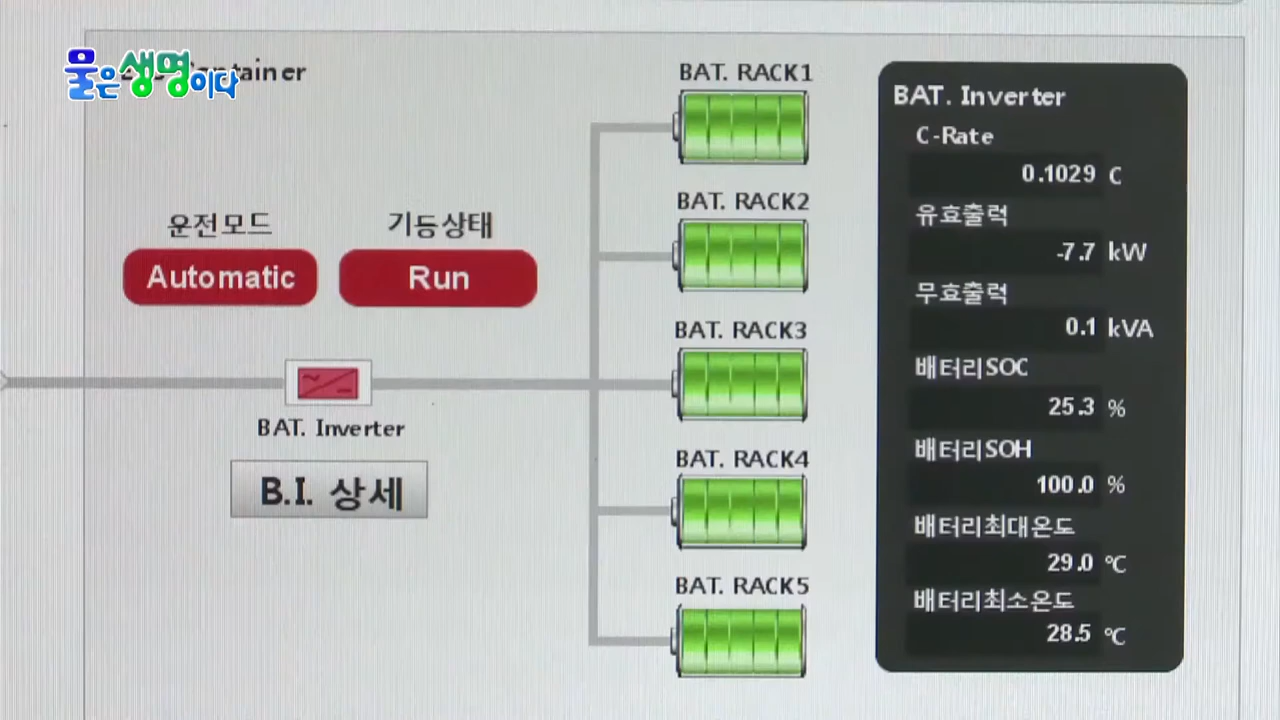 물은생명이다
BAT. RACK1
BAT. RACK2
BAT. RACK3
BAT. RACK4
BAT. RACK5
운전모드
Automatic
기동상태
Run
BAT. Inverter
B.I. 상세
BAT. Inverter
C-Rate
0.1029 C
유효출력
-7.7 kW
무효출력
0.1 kVA
배터리SOC
25.3 %
배터리SOH
100.0 %
배터리최대온도
29.0 ℃
배터리최소온도
28.5 ℃